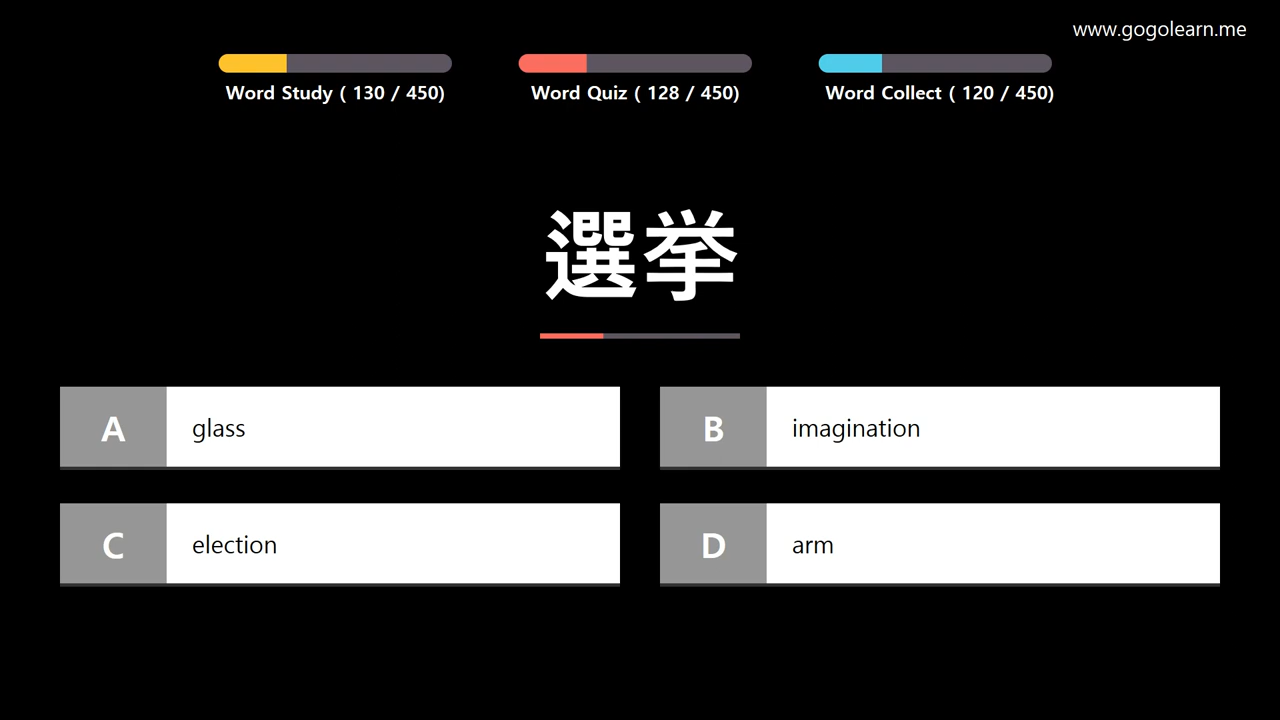 www.gogolearn.me
Word Study ( 130 / 450)
Word Quiz ( 128 / 450)
Word Collect ( 120 / 450)
選挙
A glass
B imagination
C election
D arm